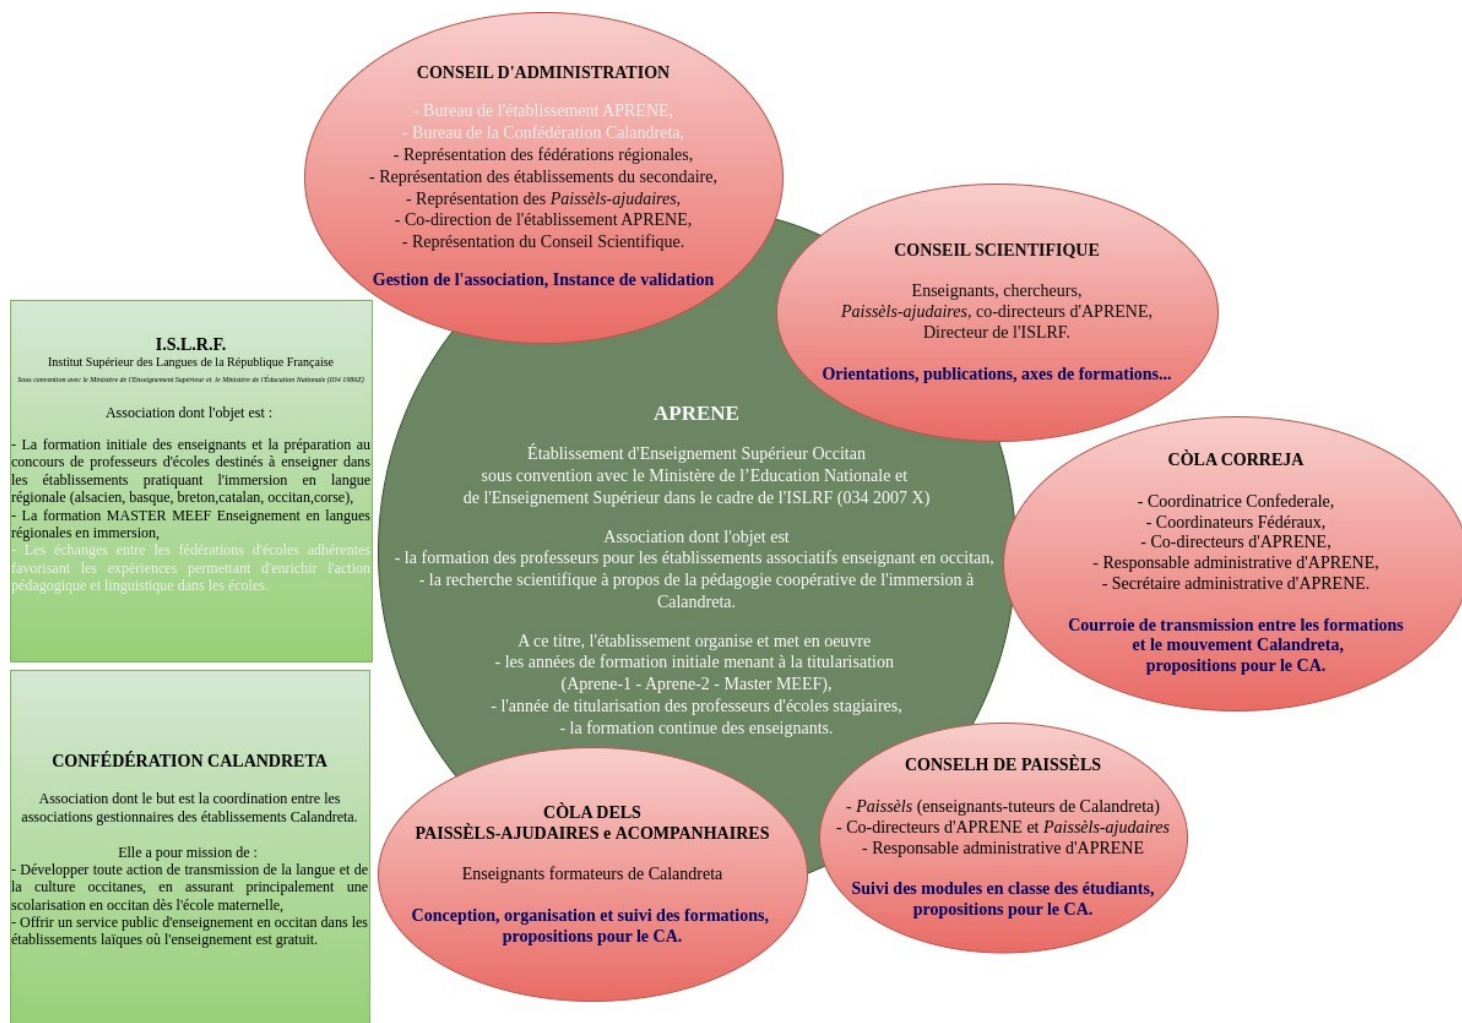 CONSEIL D'ADMINISTRATION
- Bureau de l'établissement APRENE,
- Bureau de la Confédération Calandreta,
- Représentation des fédérations régionales,
- Représentation des établissements du secondaire,
- Représentation des Paissèls-ajudaires,
- Co-direction de l'établissement APRENE,
- Représentation du Conseil Scientifique.
Gestion de l'association, Instance de validation
CONSEIL SCIENTIFIQUE
Enseignants, chercheurs,
Paissèls-ajudaires, co-directeurs d'APRENE,
Directeur de l'ISLRF.
Orientations, publications, axes de formations...
I.S.L.R.F.
Institut Supérieur des Langues de la République Française
Sous convention avec le Ministère de l'Enseignement Supérieur et le Ministère de l'Éducation Nationale (034 1986Z)
Association dont l'objet est :
- La formation initiale des enseignants et la préparation au
concours de professeurs d'écoles destinés à enseigner dans
les établissements pratiquant l'immersion en langue
régionale (alsacien, basque, breton,catalan, occitan,corse),
- La formation MASTER MEEF Enseignement en langues
régionales en immersion,
- Les échanges entre les fédérations d'écoles adhérentes
favorisant les expériences permettant d'enrichir l'action
pédagogique et linguistique dans les écoles.
APRENE
Établissement d'Enseignement Supérieur Occitan
sous convention avec le Ministère de l’Education Nationale et
de l'Enseignement Supérieur dans le cadre de l'ISLRF (034 2007 X)
Association dont l'objet est
- la formation des professeurs pour les établissements associatifs enseignant en occitan,
- la recherche scientifique à propos de la pédagogie coopérative de l'immersion à
Calandreta.
A ce titre, l'établissement organise et met en oeuvre
- les années de formation initiale menant à la titularisation
(Aprene-1 - Aprene-2 - Master MEEF),
- l'année de titularisation des professeurs d'écoles stagiaires,
- la formation continue des enseignants.
CÒLA CORREJA
- Coordinatrice Confederale,
- Coordinateurs Fédéraux,
- Co-directeurs d'APRENE,
- Responsable administrative d'APRENE,
- Secrétaire administrative d'APRENE.
Courroie de transmission entre les formations
et le mouvement Calandreta,
propositions pour le CA.
CONFÉDÉRATION CALANDRETA
Association dont le but est la coordination entre les
associations gestionnaires des établissements Calandreta.
Elle a pour mission de :
- Développer toute action de transmission de la langue et de
la culture occitanes, en assurant principalement une
scolarisation en occitan dès l'école maternelle,
- Offrir un service public d'enseignement en occitan dans les
établissements laïques où l'enseignement est gratuit.
CÒLA DELS
PAISSÈLS-AJUDAIRES e ACOMPANHAIRES
Enseignants formateurs de Calandreta
Conception, organisation et suivi des formations,
propositions pour le CA.
CONSELH DE PAISSÈLS
- Paissèls (enseignants-tuteurs de Calandreta)
- Co-directeurs d'APRENE et Paissèls-ajudaires
- Responsable administrative d'APRENE
Suivi des modules en classe des étudiants,
propositions pour le CA.